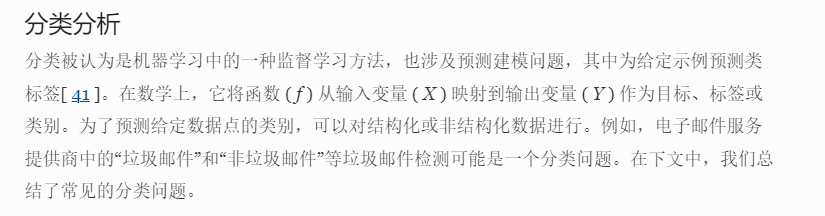 分类分析
分类被认为是机器学习中的一种监督学习方法，也涉及预测建模问题，其中为给定示例预测类
标签[ 41 ]。在数学上，它将函数 ( f ) 从输入变量 ( X ) 映射到输出变量 ( Y ) 作为目标、标签或
类别。为了预测给定数据点的类别，可以对结构化或非结构化数据进行。例如，电子邮件服务
提供商中的“垃圾邮件”和“非垃圾邮件”等垃圾邮件检测可能是一个分类问题。在下文中，我们总
结了常见的分类问题。